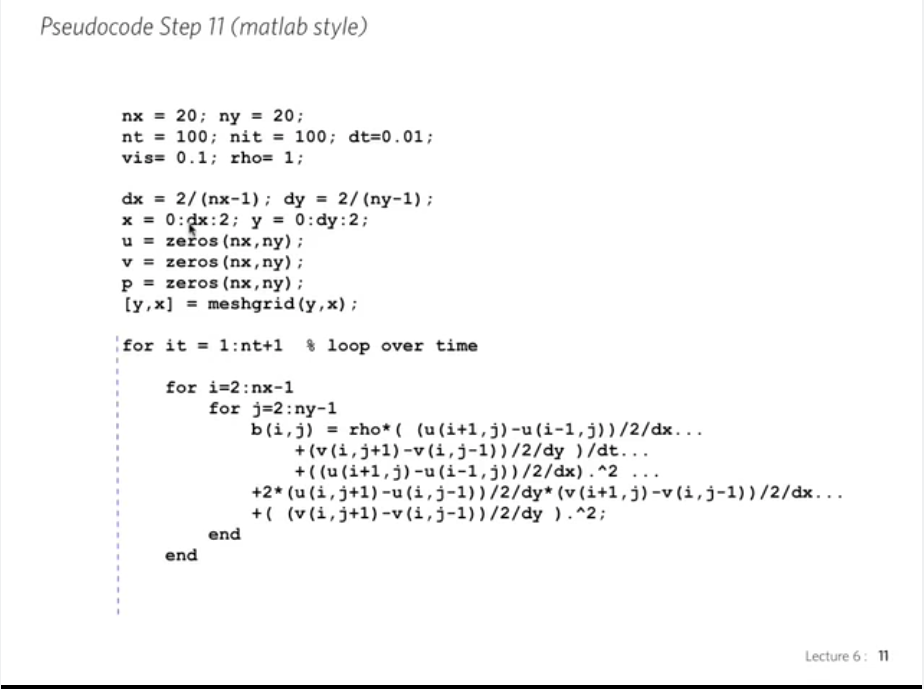 Pseudocode Step 11 (matlab style)
nx = 20; ny = 20;
nt = 100; nit = 100; dt=0.01;
vis= 0.1; rho= 1;
dx = 2/(nx-1); dy = 2/(ny-1);
x = 0:dx:2; y = 0:dy:2;
u = zeros(nx,ny);
v = zeros(nx,ny);
p = zeros(nx,ny);
[y,x] = meshgrid(y,x);
for it = 1:nt+1  % loop over time
for i=2:nx-1
for j=2:ny-1
b(i,j) = rho*( (u(i+1,j)-u(i-1,j))/2/dx...
+(v(i,j+1)-v(i,j-1))/2/dy )/dt...
+((u(i+1,j)-u(i-1,j))/2/dx).^2 ...
+2*(u(i,j+1)-u(i,j-1))/2/dy*(v(i+1,j)-v(i,j-1))/2/dx...
+( (v(i,j+1)-v(i,j-1))/2/dy ).^2;
end
end
Lecture 6 : 11